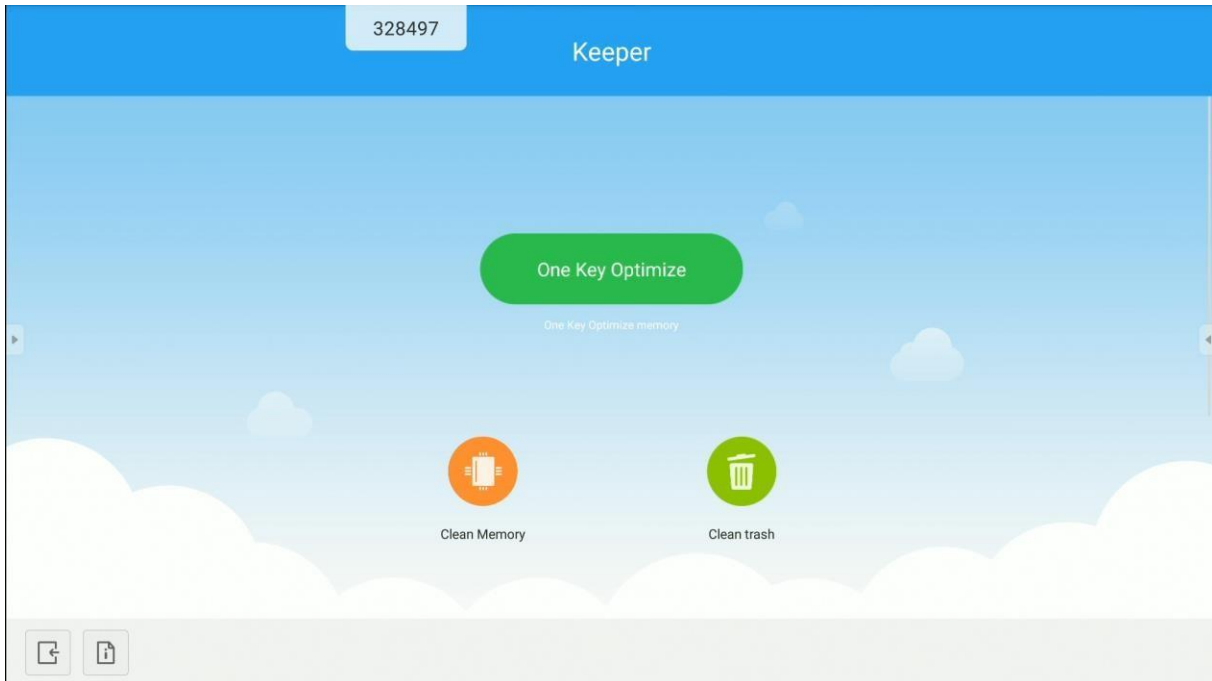 328497
Keeper
One Key Optimize
One Key Optimize memory
Clean Memory
Clean trash